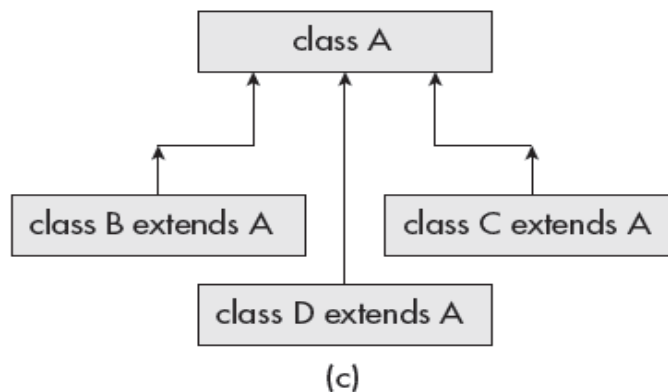 class A
class B extends A
class C extends A
class D extends A
(c)